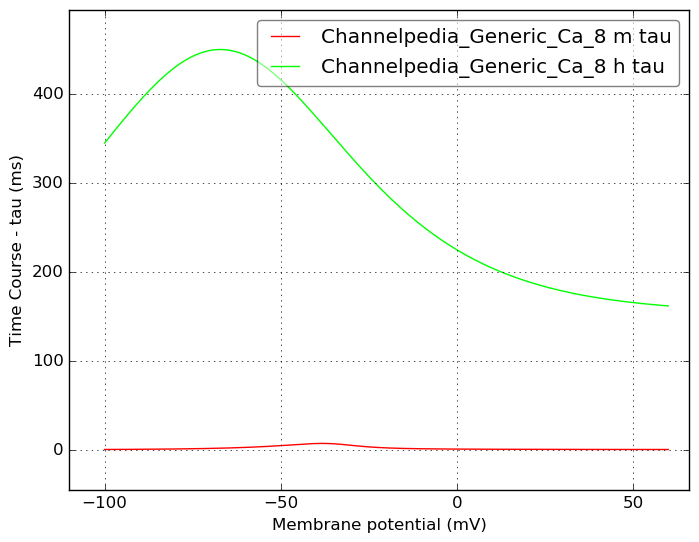 Channelpedia_Generic_Ca_8 m tau
Channelpedia_Generic_Ca_8 h tau
Time Course - tau (ms)
400
300
200
100
0
−100
−50
0
50
Membrane potential (mV)